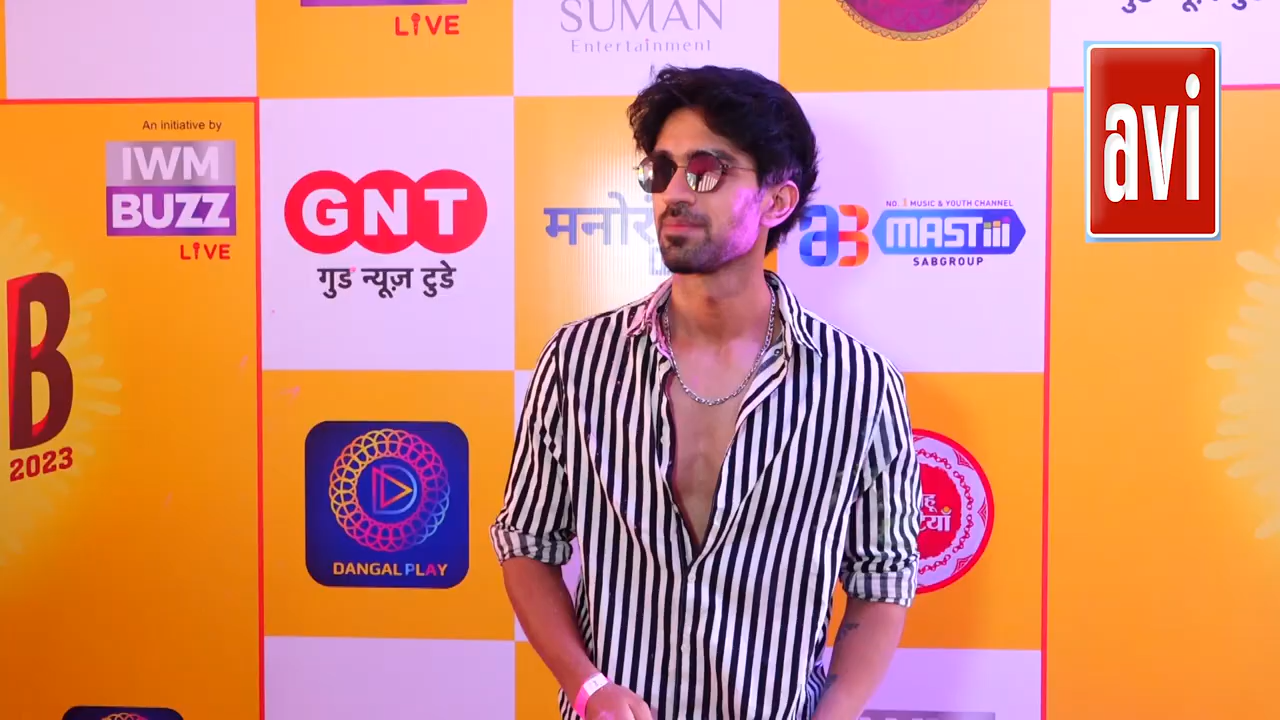 LIVE
SUMAN
Entertainment
avi
An initiative by
IWM
BUZZ
LIVE
GNT
गुड न्यूज़ टुडे
NO. 1 MUSIC & YOUTH CHANNEL
MASTiii
SABGROUP
B
2023
DANGAL PLAY